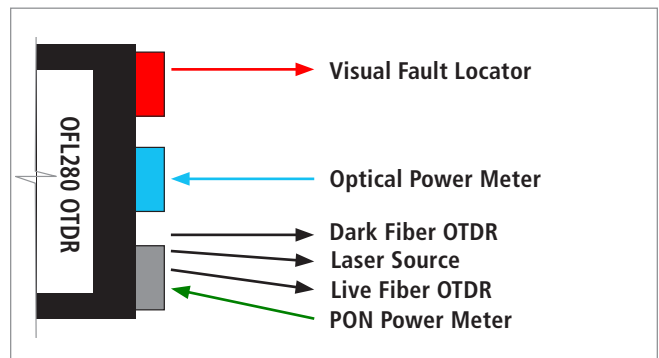 OFL280 OTDR
Visual Fault Locator
Optical Power Meter
Dark Fiber OTDR
Laser Source
Live Fiber OTDR
PON Power Meter